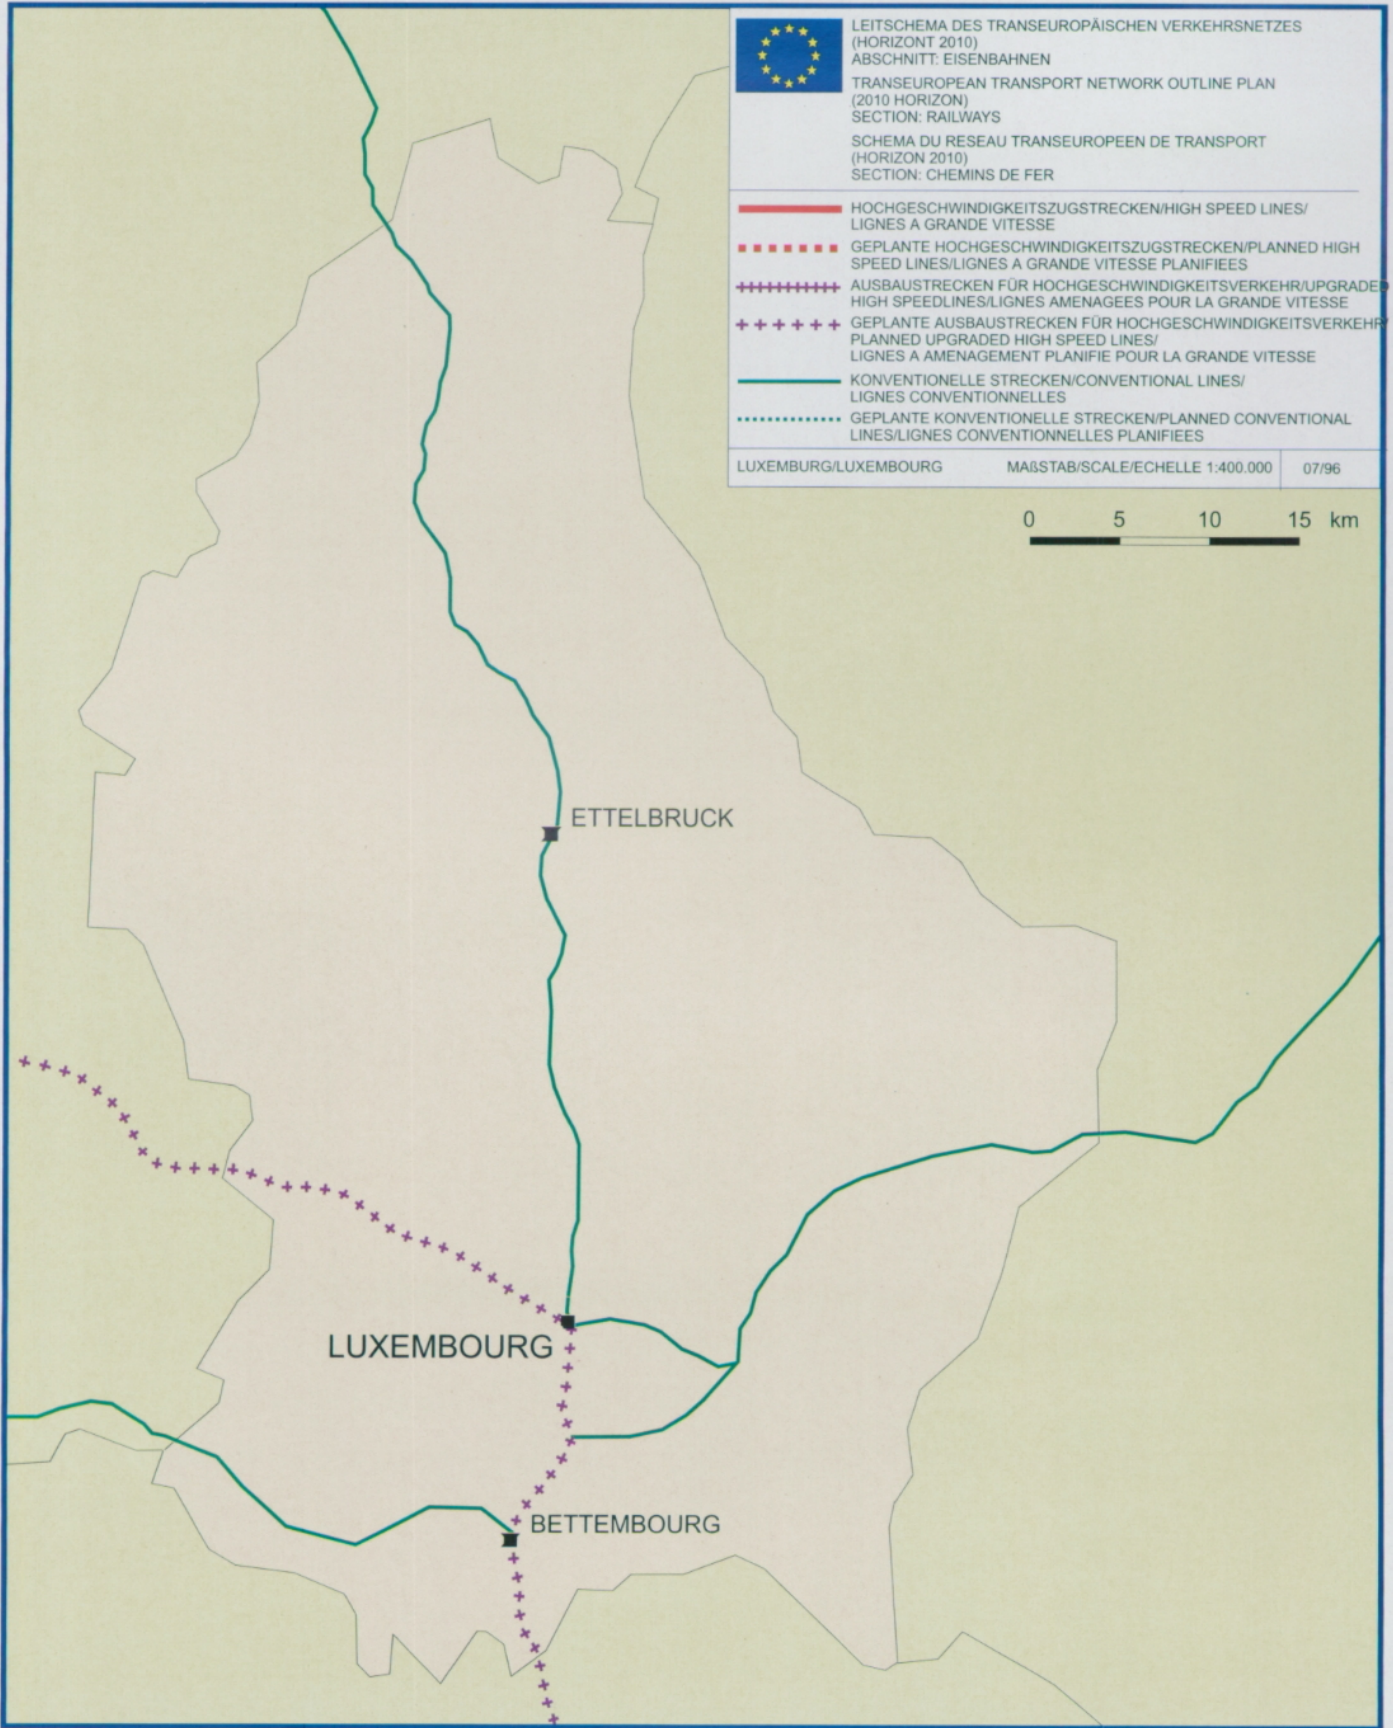 LEITSCHEMA DES TRANSEUROPÄISCHEN VERKEHRSNETZES
(HORIZONT 2010)
ABSCHNITT: EISENBAHNEN
TRANSEUROPEAN TRANSPORT NETWORK OUTLINE PLAN
(2010 HORIZON)
SECTION: RAILWAYS
SCHEMA DU RESEAU TRANSEUROPEEN DE TRANSPORT
(HORIZON 2010)
SECTION: CHEMINS DE FER
HOCHGESCHWINDIGKEITSZUGSTRECKEN/HIGH SPEED LINES/
LIGNES A GRANDE VITESSE
GEPLANTE HOCHGESCHWINDIGKEITSZUGSTRECKEN/PLANNED HIGH
SPEED LINES/LIGNES A GRANDE VITESSE PLANIFIEES
AUSBAUSTRECKEN FÜR HOCHGESCHWINDIGKEITSVERKEHR/UPGRADED
HIGH SPEEDLINES/LIGNES AMENAGEES POUR LA GRANDE VITESSE
GEPLANTE AUSBAUSTRECKEN FÜR HOCHGESCHWINDIGKEITSVERKEHR/
PLANNED UPGRADED HIGH SPEED LINES/
LIGNES A AMENAGEMENT PLANIFIE POUR LA GRANDE VITESSE
KONVENTIONELLE STRECKEN/CONVENTIONAL LINES/
LIGNES CONVENTIONNELLES
GEPLANTE KONVENTIONELLE STRECKEN/PLANNED CONVENTIONAL
LINES/LIGNES CONVENTIONNELLES PLANIFIEES
LUXEMBURG/LUXEMBOURG MAßSTAB/SCALE/ECHELLE 1:400.000 07/96
0 5 10 15 km
ETTELBRUCK
LUXEMBOURG
BETTEMBOURG